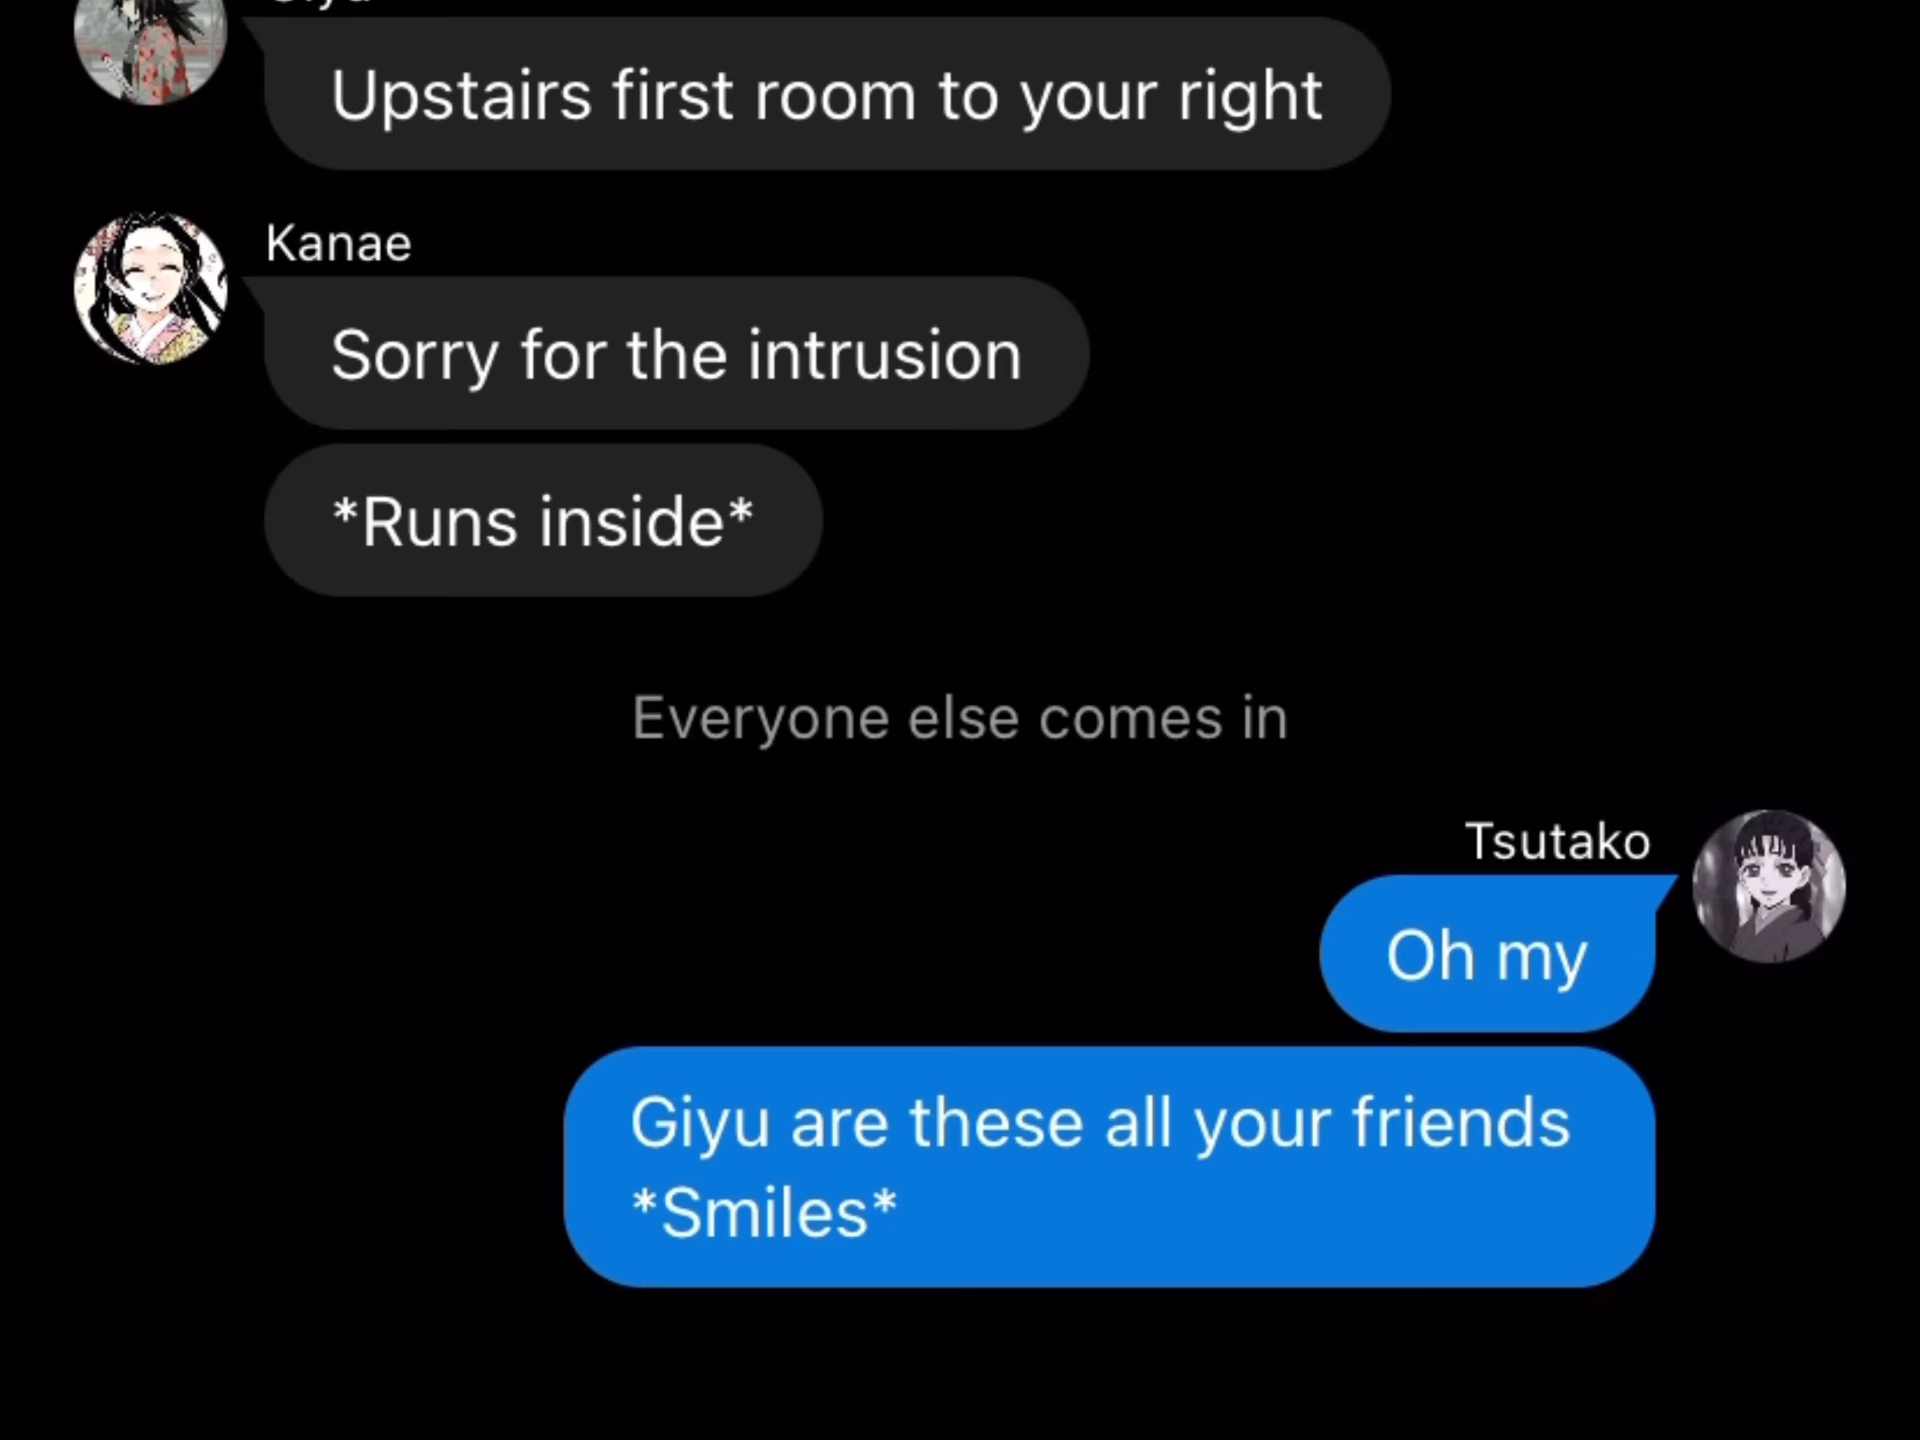 Upstairs first room to your right
Kanae
Sorry for the intrusion
*Runs inside*
Everyone else comes in
Tsutako
Oh my
Giyu are these all your friends
*Smiles*